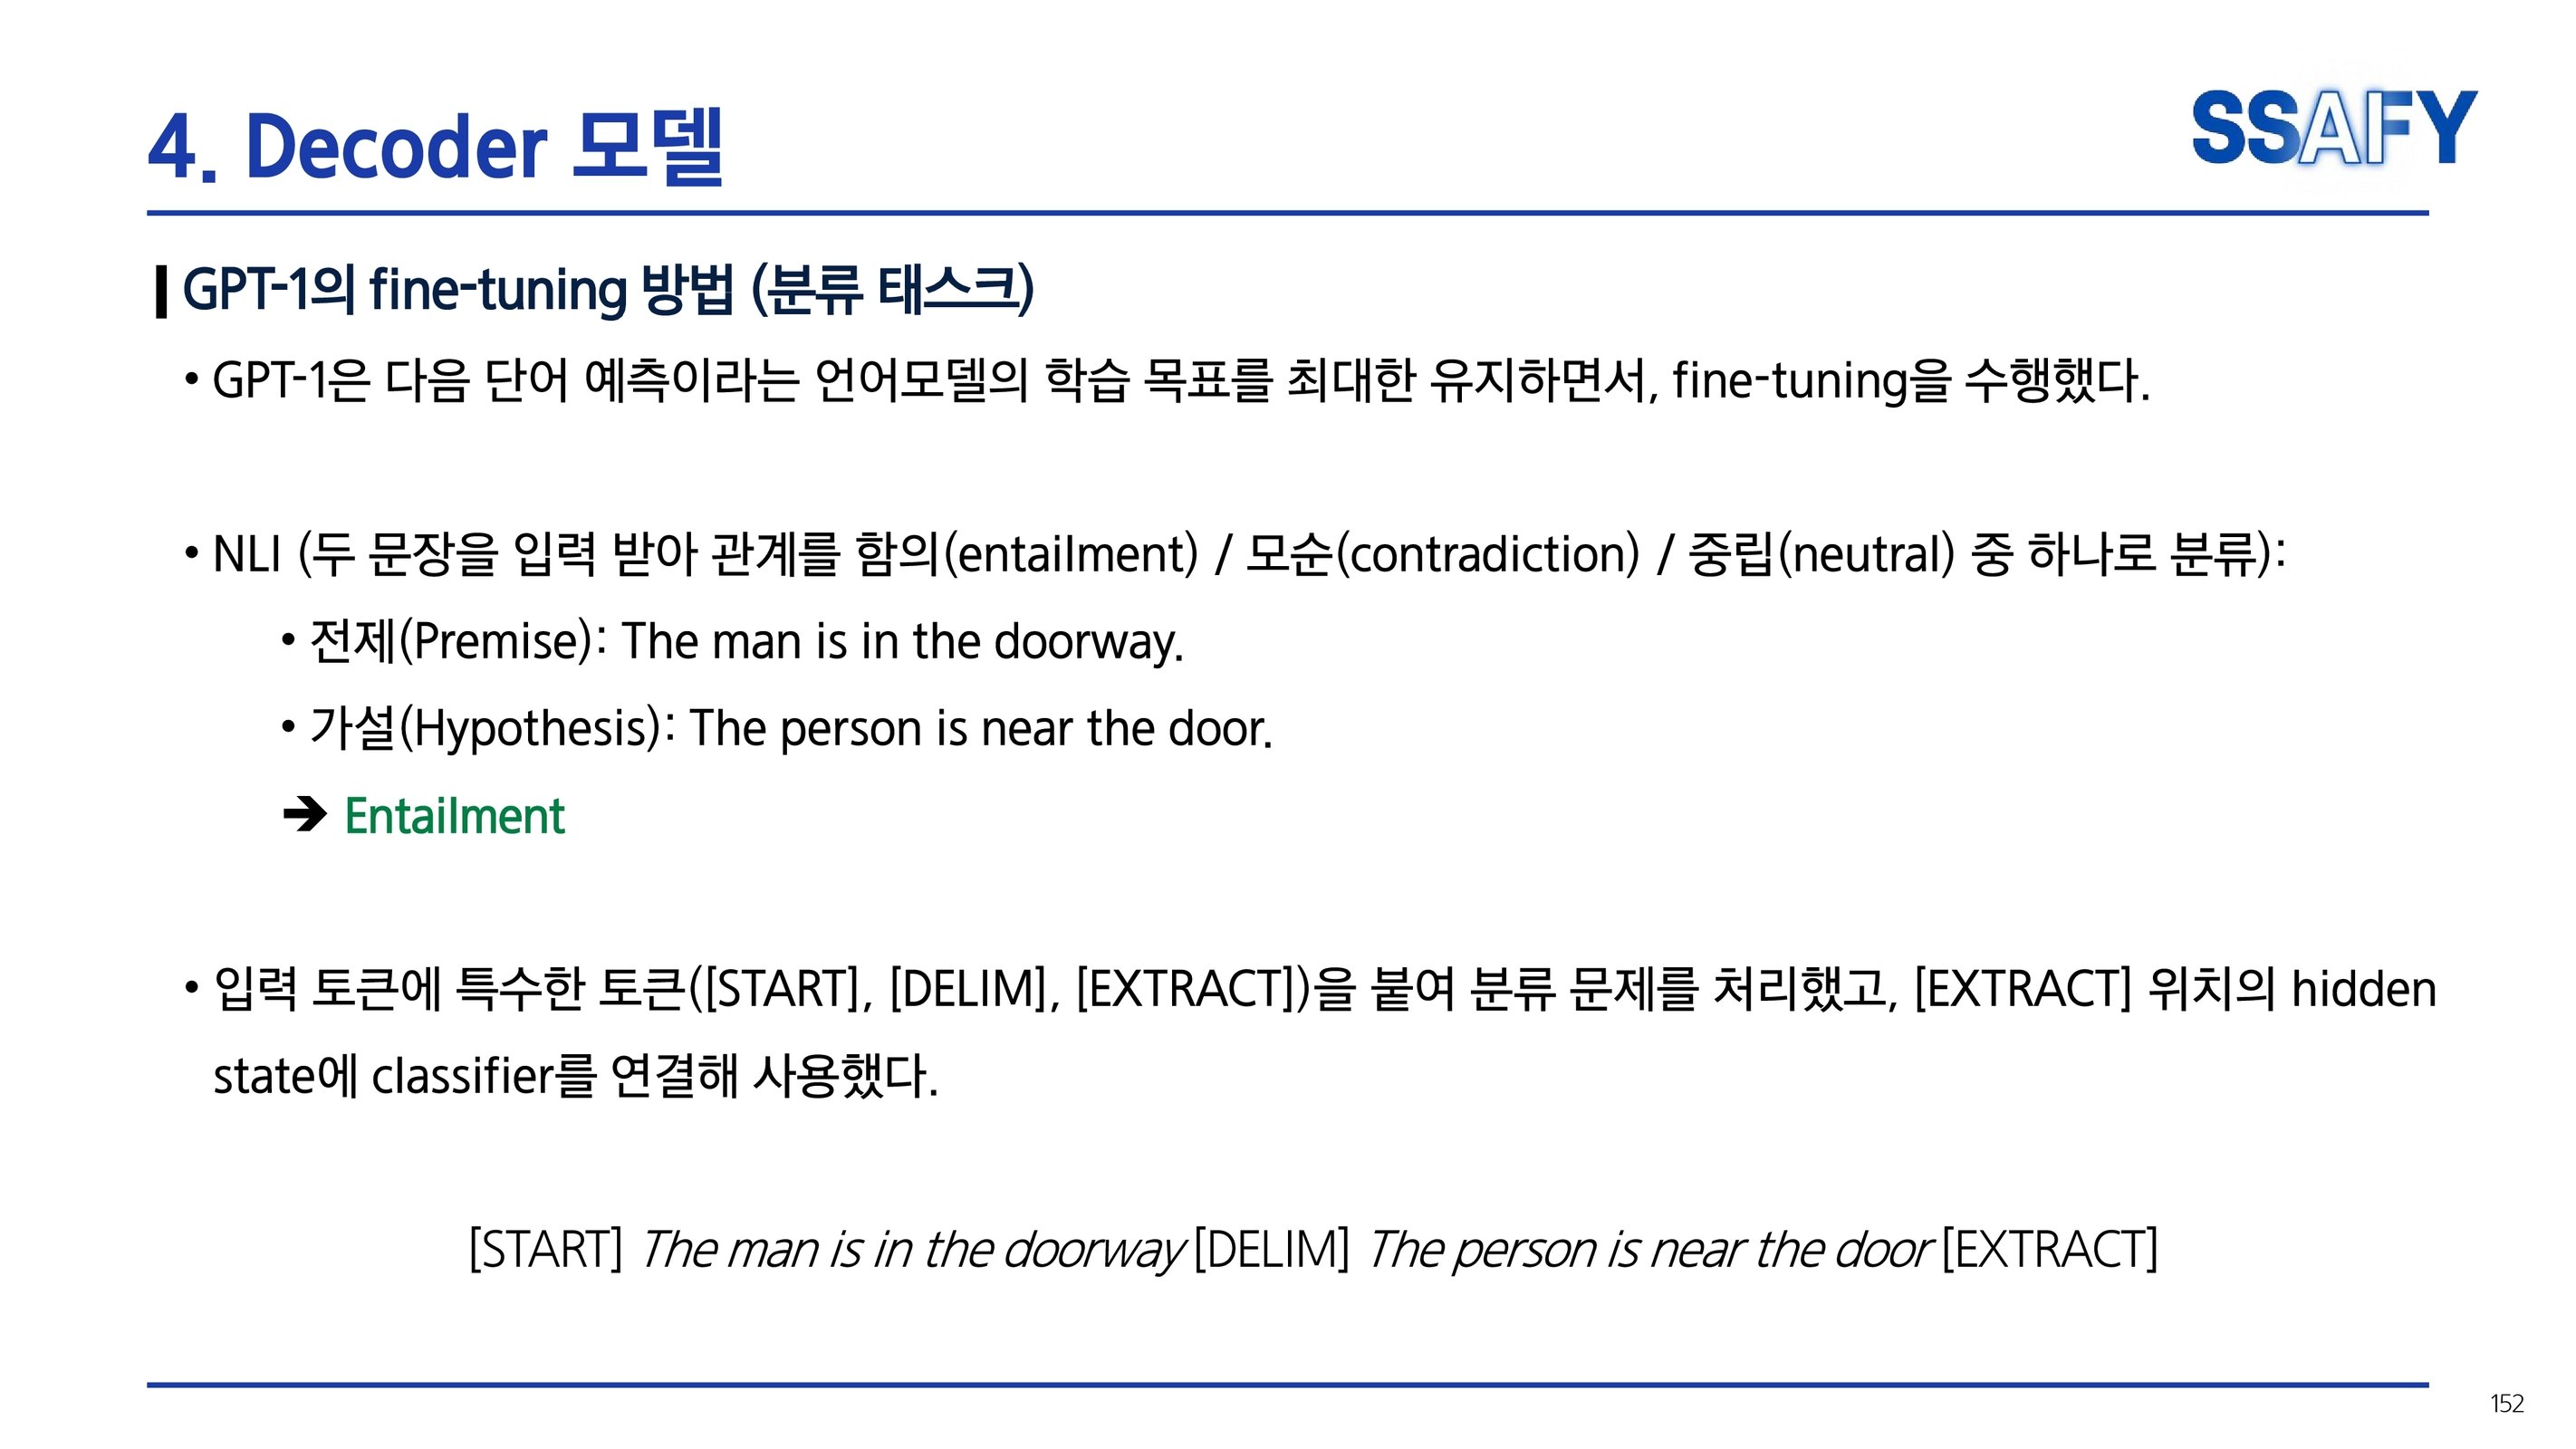 4. Decoder 모델
SSAFY
GPT-1의 fine-tuning 방법 (분류 태스크)
• GPT-1은 다음 단어 예측이라는 언어모델의 학습 목표를 최대한 유지하면서, fine-tuning을 수행했다.
• NLI (두 문장을 입력 받아 관계를 함의(entailment) / 모순(contradiction) / 중립(neutral) 중 하나로 분류):
• 전제(Premise): The man is in the doorway.
• 가설(Hypothesis): The person is near the door.
➔ Entailment
• 입력 토큰에 특수한 토큰([START], [DELIM], [EXTRACT])을 붙여 분류 문제를 처리했고, [EXTRACT] 위치의 hidden
state에 classifier를 연결해 사용했다.
[START] The man is in the doorway [DELIM] The person is near the door [EXTRACT]
152